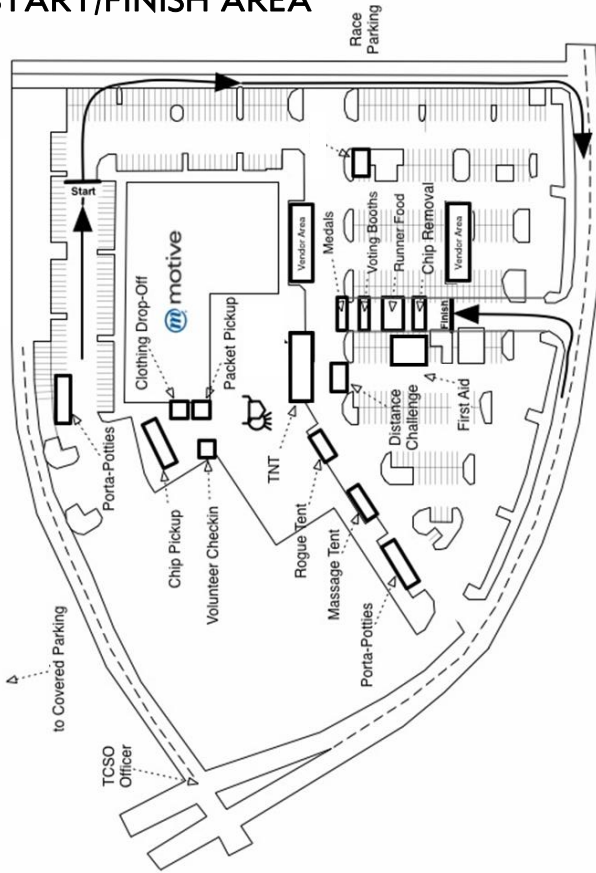 START/FINISH AREA
Race
Parking
Start
motive
Clothing Drop-Off
Packet Pickup
Porta-Potties
Chip Pickup
Volunteer Checkin
Vendor Area
Medals
Voting Booths
Runner Food
Chip Removal
Vendor Area
Finish
TNT
Distance
Challenge
First Aid
Rogue Tent
Massage Tent
Porta-Potties
to Covered Parking
TCSO
Officer